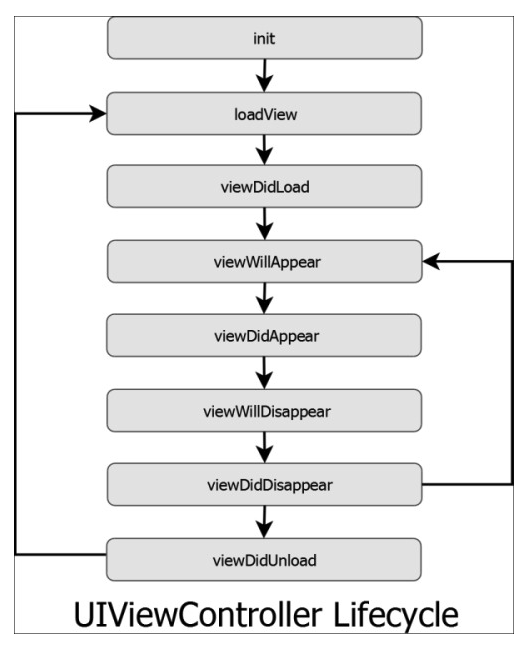 init
loadView
viewDidLoad
viewWillAppear
viewDidAppear
viewWillDisappear
viewDidDisappear
viewDidUnload
UIViewController Lifecycle